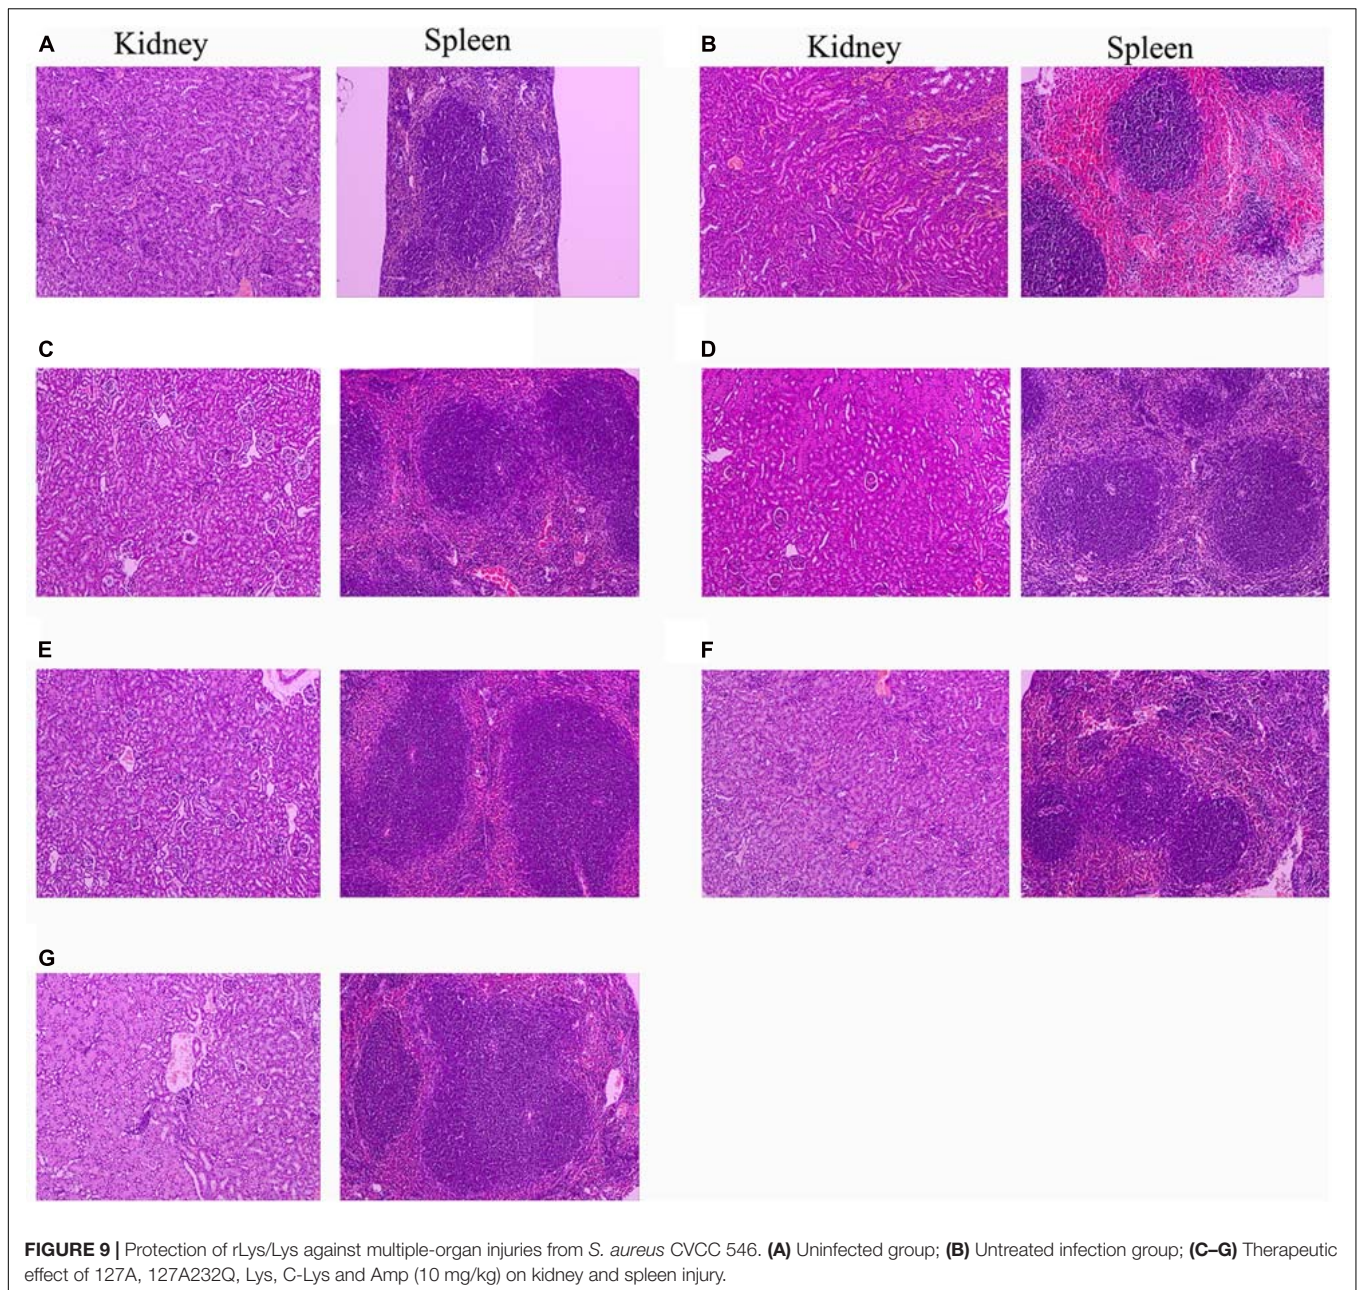 A
Kidney
Spleen
B
Kidney
Spleen
C
D
E
F
G
FIGURE 9 | Protection of rLys/Lys against multiple-organ injuries from S. aureus CVCC 546. (A) Uninfected group; (B) Untreated infection group; (C–G) Therapeutic
effect of 127A, 127A232Q, Lys, C-Lys and Amp (10 mg/kg) on kidney and spleen injury.